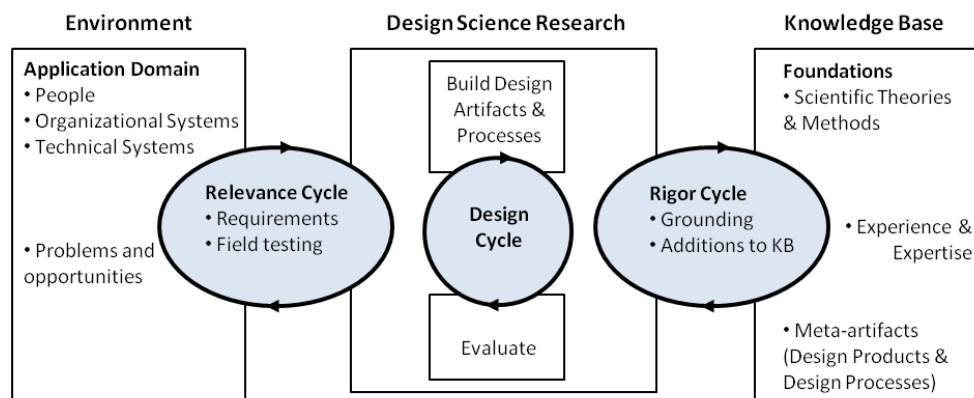 Environment
Design Science Research
Knowledge Base
Application Domain
• People
• Organizational Systems
• Technical Systems
• Problems and
opportunities
Relevance Cycle
• Requirements
• Field testing
Build Design
Artifacts &
Processes
Design
Cycle
Evaluate
Rigor Cycle
• Grounding
• Additions to KB
Foundations
• Scientific Theories
& Methods
• Experience &
Expertise
• Meta-artifacts
(Design Products &
Design Processes)